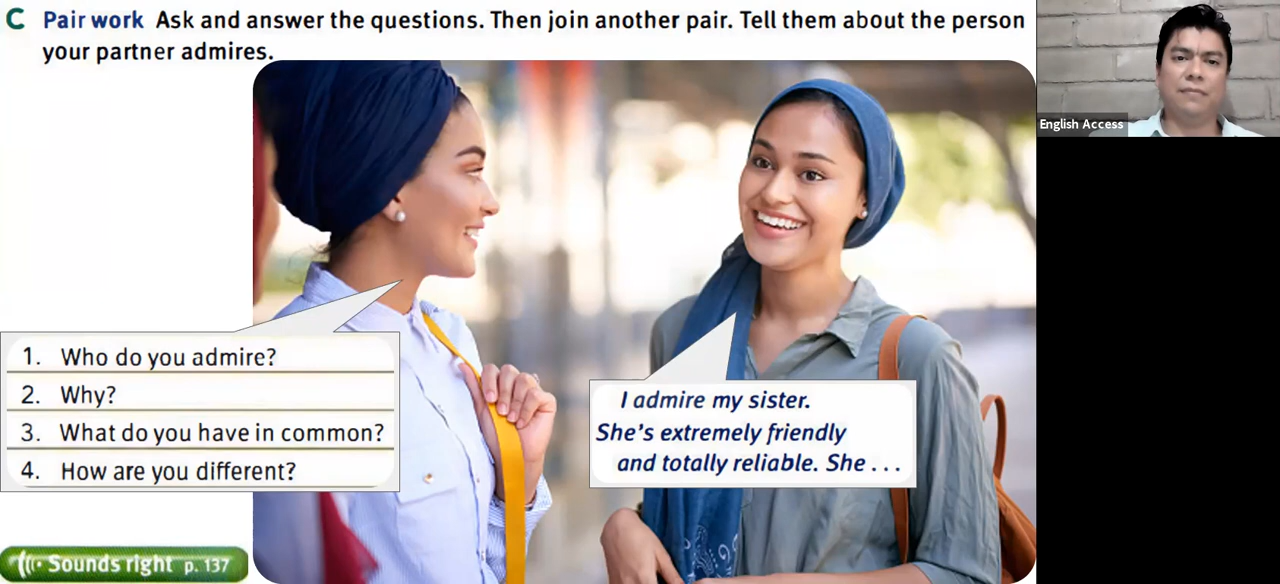 C Pair work Ask and answer the questions. Then join another pair. Tell them about the person
your partner admires.
English Access
1. Who do you admire?
2. Why?
3. What do you have in common?
4. How are you different?
I admire my sister.
She's extremely friendly
and totally reliable. She . . .
Sounds right p. 137